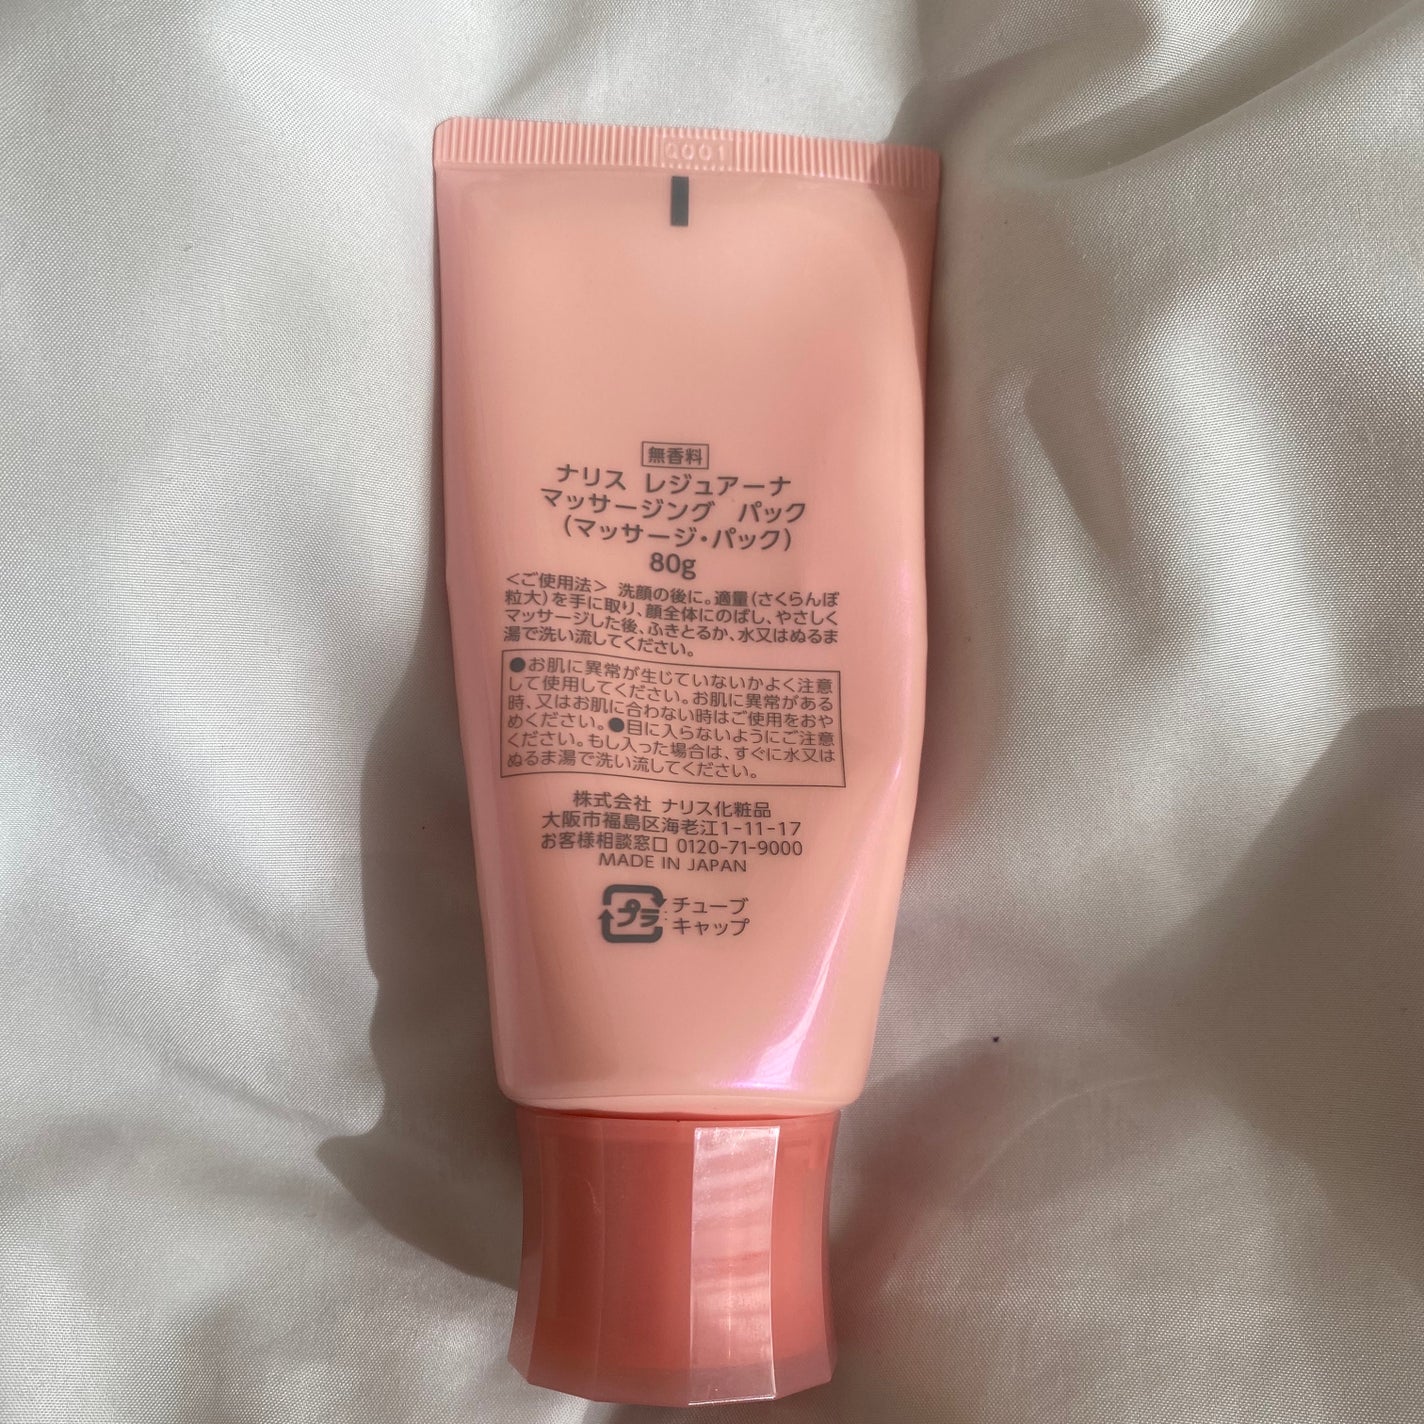 Q001
無香料
ナリス レジュアーナ
マッサージング パック
(マッサージ・パック)
80g
<ご使用法> 洗顔の後に。適量(さくらんぼ
粒大)を手に取り、顔全体にのばし、やさしく
マッサージした後、ふきとるか、水又はぬるま
湯で洗い流してください。
●お肌に異常が生じていないかよく注意
して使用してください。お肌に異常がある
時、又はお肌に合わない時はご使用をおや
めください。●目に入らないようにご注意
ください。もし入った場合は、すぐに水又は
ぬるま湯で洗い流してください。
株式会社 ナリス化粧品
大阪市福島区海老江1-11-17
お客様相談窓口 0120-71-9000
MADE IN JAPAN
プラ チューブ
キャップ